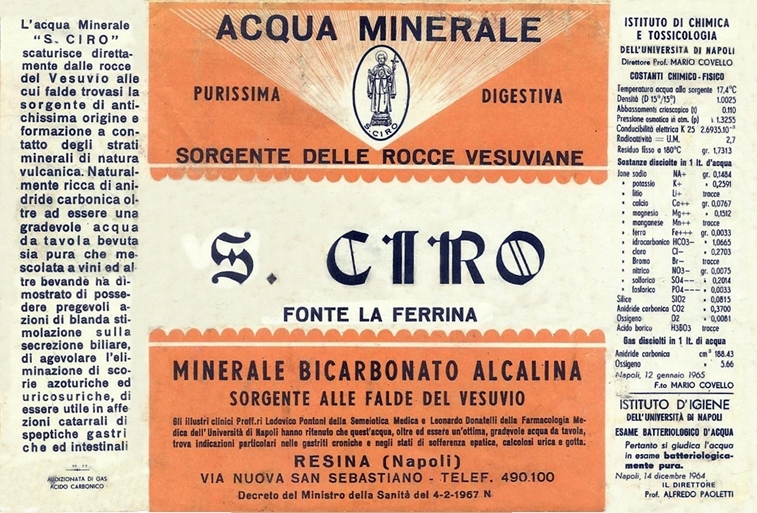 L'acqua Minerale
"S. CIRO"
scaturisce diretta-
mente dalle rocce
del Vesuvio alle
cui falde trovasi la
sorgente di anti-
chissima origine e
formazione a con-
tatto degli strati
minerali di natura
vulcanica. Natural-
mente ricca di ani-
dride carbonica ol-
tre ad essere una
gradevole acqua
da tavola bevuta
sia pura che me-
scolata a vini ed al
tre bevande ha di-
mostrato di posse-
dere pregevoli a-
zioni di blanda sti-
molazione sulla
secrezione biliare,
di agevolare l'eli-
minazione di sco-
rie azoturiche ed
uricosuriche, di
essere utile in affe
zioni catarrali di
speptiche gastri
che ed intestinali
ADDIZIONATA DI GAS
ACIDO CARBONICO
ACQUA MINERALE
PURISSIMA
DIGESTIVA
S. CIRO
SORGENTE DELLE ROCCE VESUVIANE
S. CIRO
FONTE LA FERRINA
MINERALE BICARBONATO ALCALINA
SORGENTE ALLE FALDE DEL VESUVIO
Gli illustri clinici Proff.ri Lodovico Pontoni della Semeiotica Medica e Leonardo Donatelli della Farmacologia Me-
dica dell'Università di Napoli hanno ritenuto che quest'acqua, oltre ed essere un'ottima, gradevole acqua da tavola,
trova indicazioni particolari nelle gastriti croniche e negli stati di sofferenza epatica, calcolosi urica e gotta.
RESINA (Napoli)
VIA NUOVA SAN SEBASTIANO - TELEF. 490.100
Decreto del Ministro della Sanità del 4-2-1967 N
ISTITUTO DI CHIMICA
E TOSSICOLOGIA
DELL'UNIVERSITA DI NAPOLI
Direttore Prof. MARIO COVELLO
COSTANTI CHIMICO-FISICO
Temperatura acqua alla sorgente 17,4°C
Densità (D 15°/15°) 1.0025
Abbassamento crioscopico (t) 0.110
Pressione osmotica in atm. (p) 1.3255
Conducibilità elettrica K 25 2.6935.10
Radioattività = U.M. 2,7
Residuo fisso a 180°C gr. 1,7313
Sostanze disciolte in 1 lt. d'acqua
Jone sodio NA+ gr. 0,1484
" potassio K+ " 0,2591
" litio Li+ tracce
" calcio Ca++ gr. 0,0767
" magnesio Mg++ " 0,1512
" manganese Mn++ tracce
" ferro Fe+++ gr. 0,0033
" idrocarbonico HCO3- " 1,0665
" cloro Cl- " 0,2703
" Bromo Br- tracce
" nitrico NO3- gr. 0,0075
" solforico SO4-- " 0,2014
" fosforico PO4--- " 0,0033
Silice SIO2 " 0,0815
Anidride carbonica CO2 " 0,3700
Ossigeno O2 " 0,0081
Acido borico H3BO3 tracce
Gas disciolti in 1 lt. di acqua
Anidride carbonica cm³ 188.43
Ossigeno " 5.66
Napoli, 12 gennaio 1965
F.to MARIO COVELLO
ISTITUTO D'IGIENE
DELL'UNIVERSITÀ DI NAPOLI
ESAME BATTERIOLOGICO D'ACQUA
Pertanto si giudica l'acqua
in esame batteriologica-
mente pura.
Napoli, 14 dicembre 1964
IL DIRETTORE
Prof. ALFREDO PAOLETTI